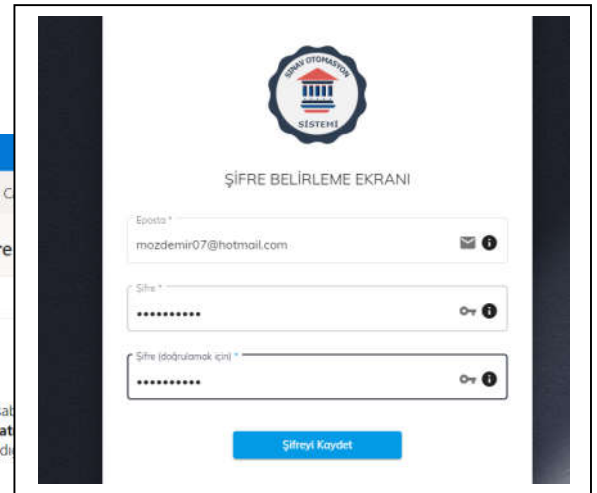 SINAV OTOMASYON
SİSTEMİ
ŞİFRE BELİRLEME EKRANI
Eposta *
mozdemir07@hotmail.com
Şifre *
••••••••••
Şifre (doğrulamak için) *
••••••••••
Şifreyi Kaydet